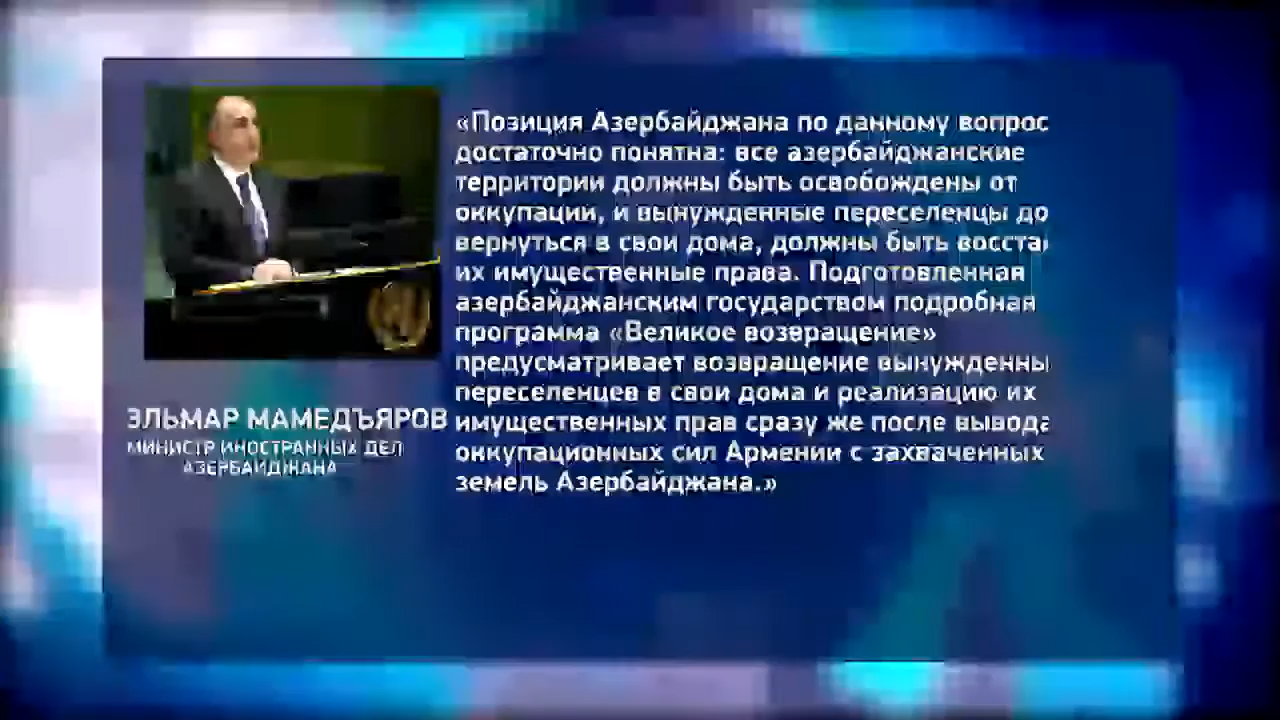 «Позиция Азербайджана по данному вопрос
достаточно понятна: все азербайджанские
территории должны быть освобождены от
оккупации, и вынужденные переселенцы до
вернуться в свои дома, должны быть восста
их имущественные права. Подготовленная
азербайджанским государством подробная
программа «Великое возвращение»
предусматривает возвращение вынужденны
переселенцев в свои дома и реализацию их
имущественных прав сразу же после вывода
оккупационных сил Армении с захваченных
земель Азербайджана.»
ЭЛЬМАР МАМЕДЪЯРОВ
МИНИСТР ИНОСТРАННЫХ ДЕЛ
АЗЕРБАЙДЖАНА